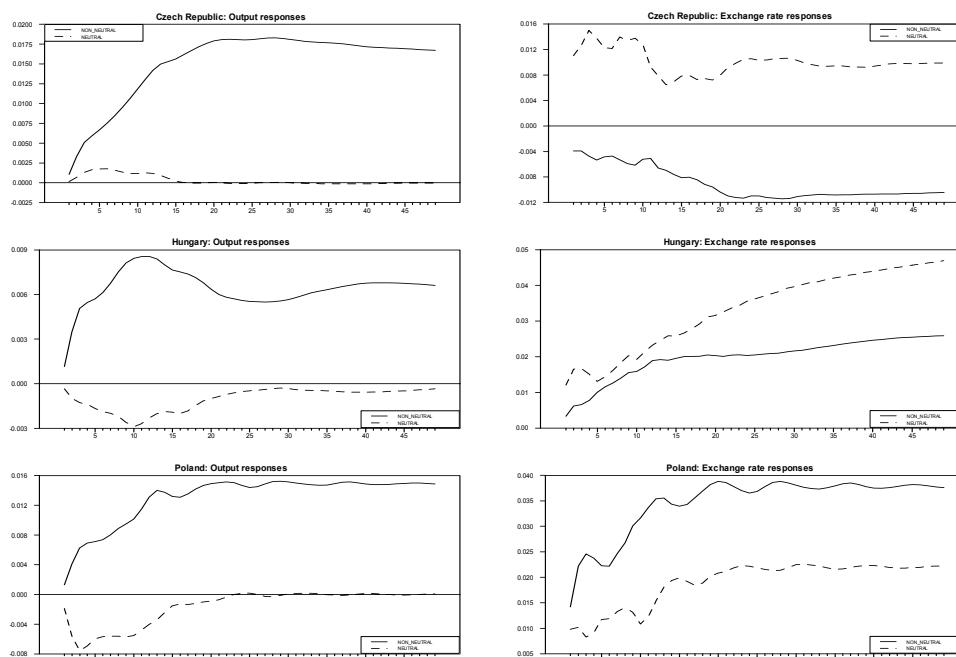 Czech Republic: Output responses
NON_NEUTRAL
NEUTRAL
0.0200
0.0175
0.0150
0.0125
0.0100
0.0075
0.0050
0.0025
0.0000
-0.0025
5 10 15 20 25 30 35 40 45
Czech Republic: Exchange rate responses
NON_NEUTRAL
NEUTRAL
0.016
0.012
0.008
0.004
0.000
-0.004
-0.008
-0.012
5 10 15 20 25 30 35 40 45
Hungary: Output responses
0.009
0.006
0.003
0.000
-0.003
NON_NEUTRAL
NEUTRAL
5 10 15 20 25 30 35 40 45
Hungary: Exchange rate responses
0.05
0.04
0.03
0.02
0.01
0.00
NON_NEUTRAL
NEUTRAL
5 10 15 20 25 30 35 40 45
Poland: Output responses
0.016
0.012
0.008
0.004
0.000
-0.004
-0.008
NON_NEUTRAL
NEUTRAL
Poland: Exchange rate responses
0.040
0.035
0.030
0.025
0.020
0.015
0.010
0.005
NON_NEUTRAL
NEUTRAL